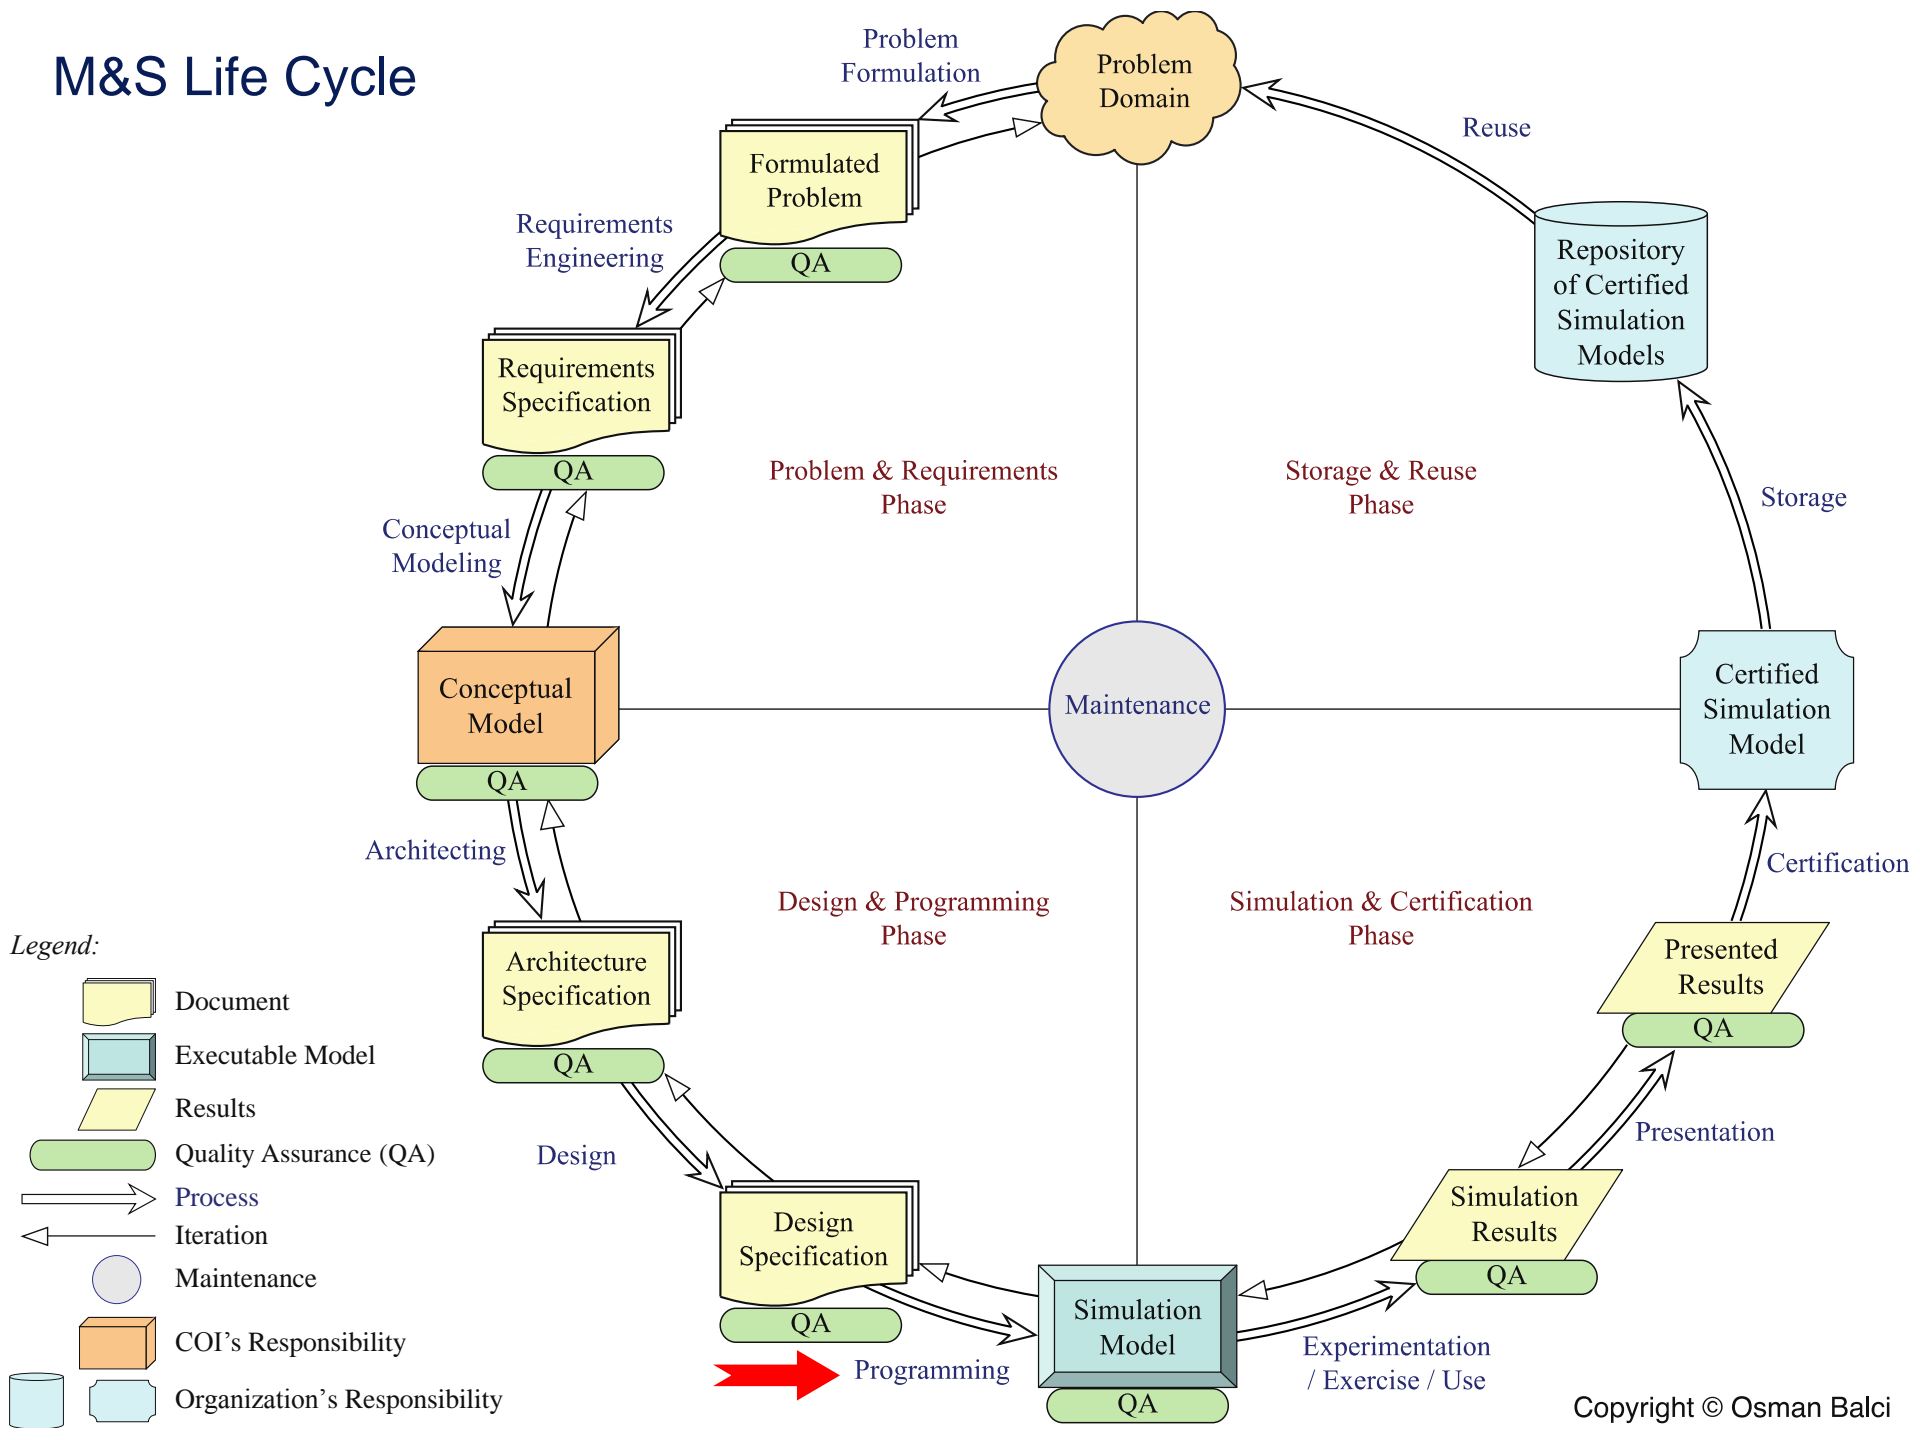 M&S Life Cycle
Problem
Formulation
Problem
Domain
Reuse
Formulated
Problem
QA
Requirements
Engineering
Repository
of Certified
Simulation
Models
Requirements
Specification
QA
Problem & Requirements
Phase
Storage & Reuse
Phase
Storage
Conceptual
Modeling
Conceptual
Model
QA
Maintenance
Certified
Simulation
Model
Architecting
Certification
Design & Programming
Phase
Simulation & Certification
Phase
Architecture
Specification
QA
Presented
Results
QA
Design
Presentation
Design
Specification
QA
Simulation
Results
QA
Programming
Simulation
Model
QA
Experimentation
/ Exercise / Use
Legend:
Document
Executable Model
Results
Quality Assurance (QA)
Process
Iteration
Maintenance
COI’s Responsibility
Organization’s Responsibility
Copyright © Osman Balci